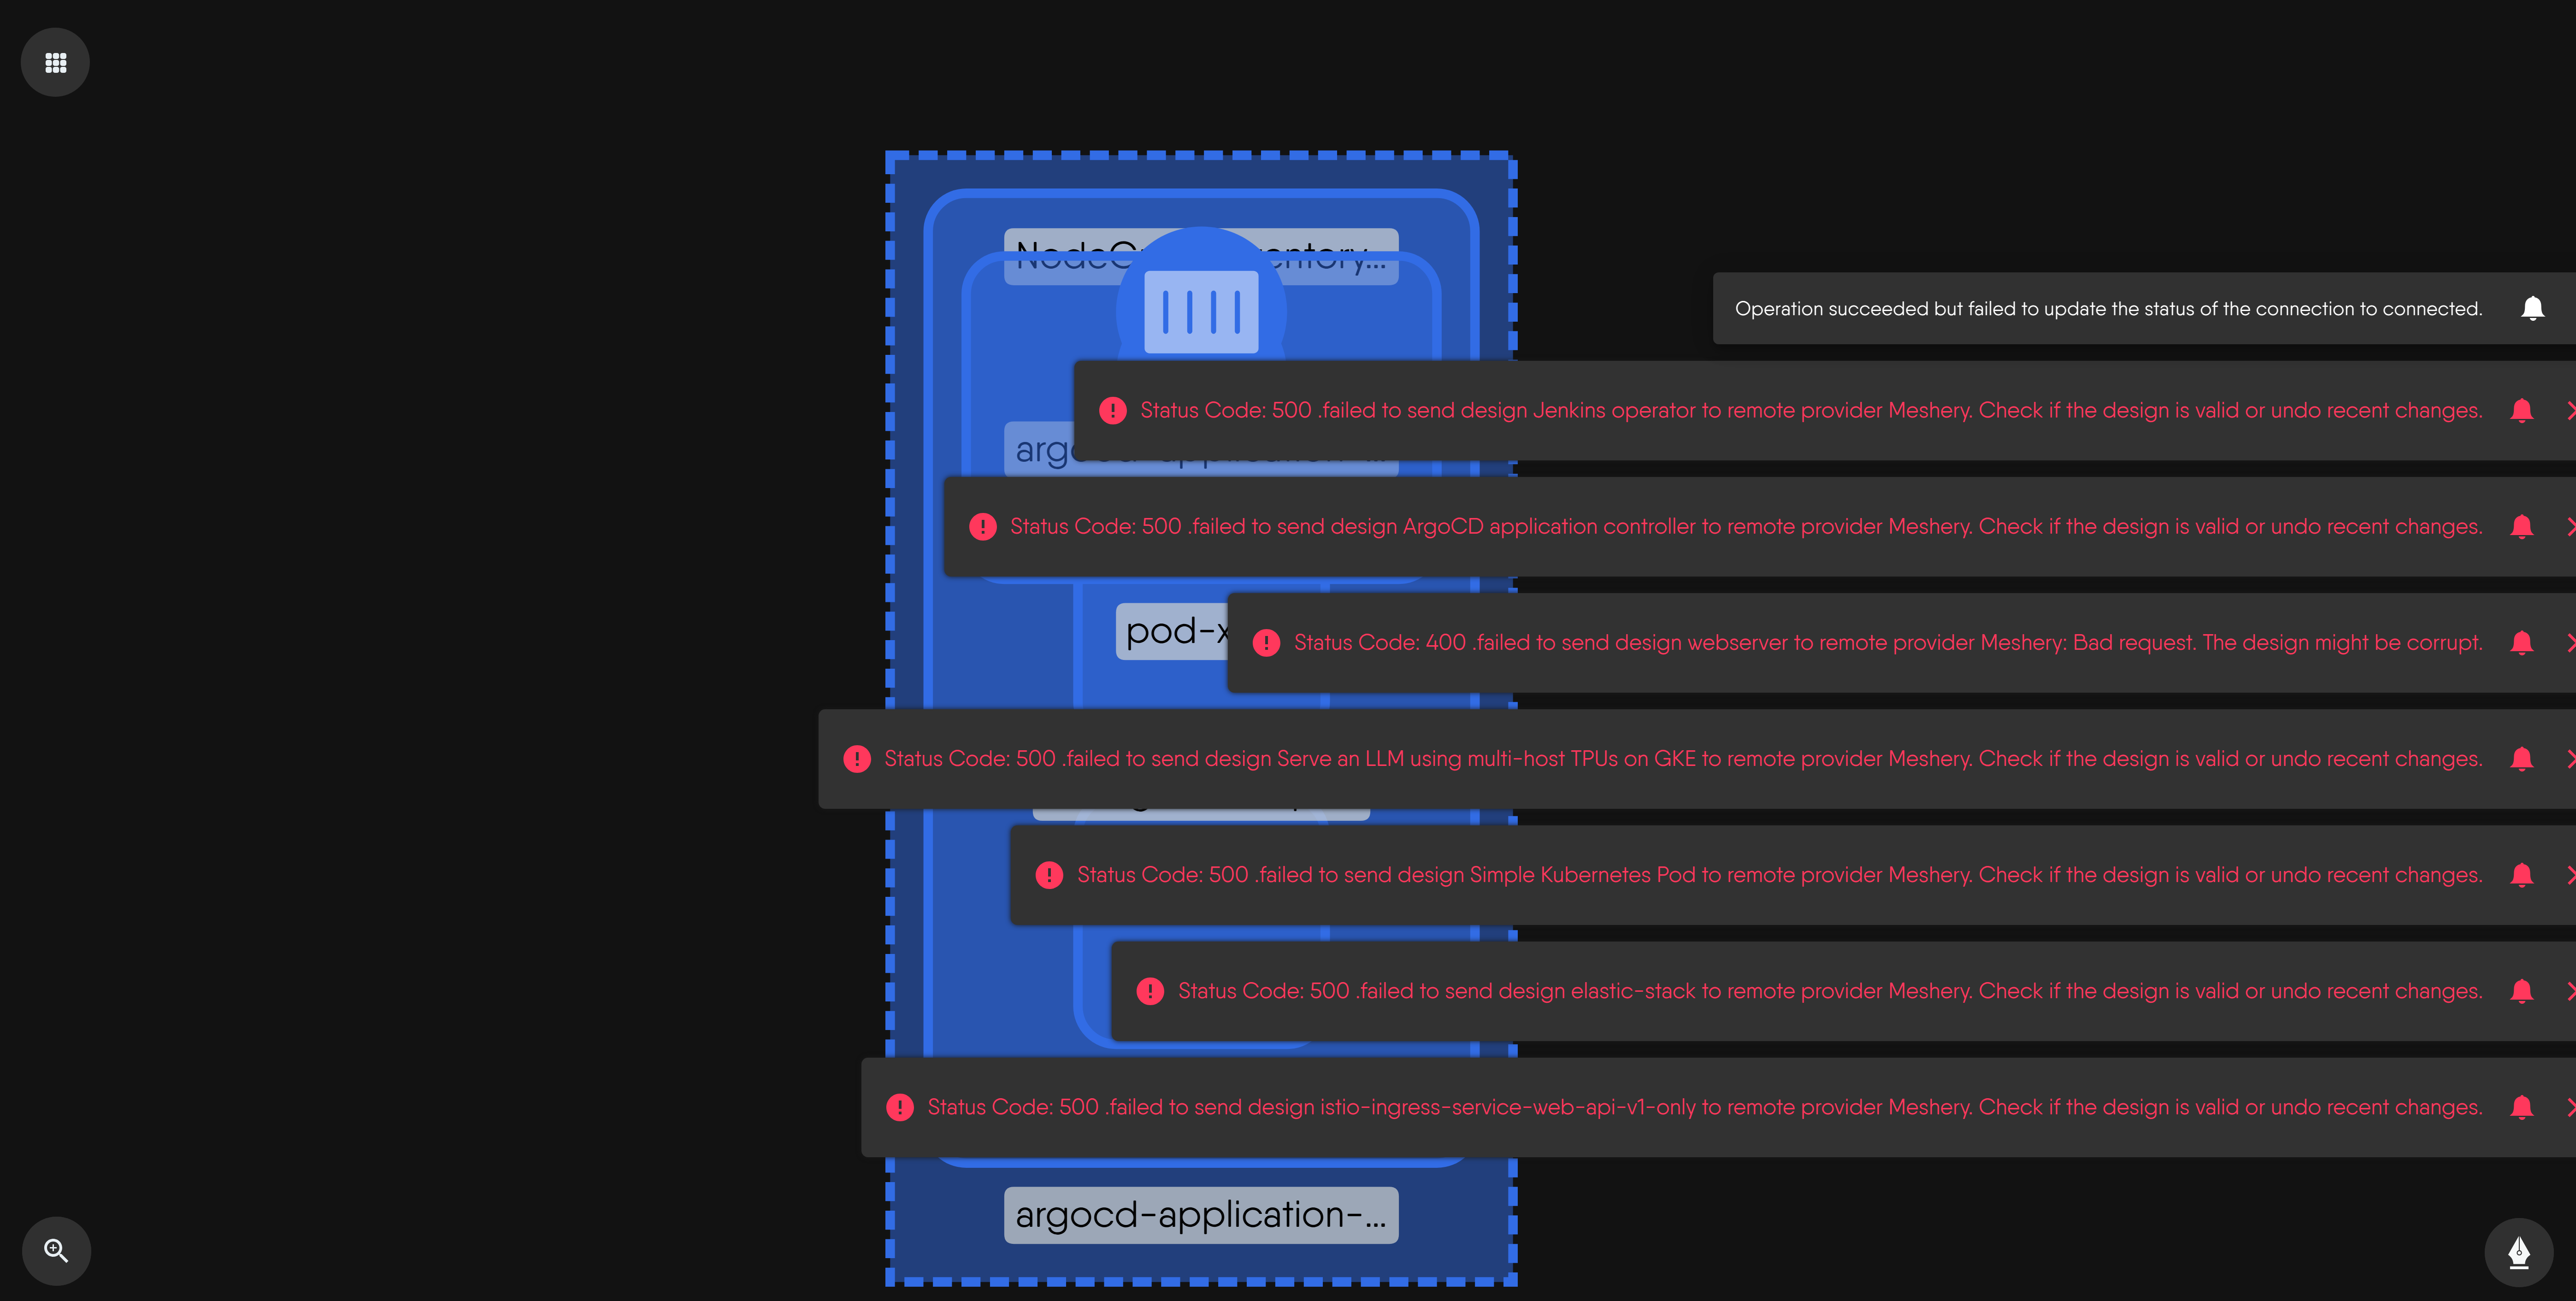 Operation succeeded but failed to update the status of the connection to connected.
Status Code: 500 .failed to send design Jenkins operator to remote provider Meshery. Check if the design is valid or undo recent changes.
Status Code: 500 .failed to send design ArgoCD application controller to remote provider Meshery. Check if the design is valid or undo recent changes.
pod-x
Status Code: 400 .failed to send design webserver to remote provider Meshery: Bad request. The design might be corrupt.
Status Code: 500 .failed to send design Serve an LLM using multi-host TPUs on GKE to remote provider Meshery. Check if the design is valid or undo recent changes.
Status Code: 500 .failed to send design Simple Kubernetes Pod to remote provider Meshery. Check if the design is valid or undo recent changes.
Status Code: 500 .failed to send design elastic-stack to remote provider Meshery. Check if the design is valid or undo recent changes.
Status Code: 500 .failed to send design istio-ingress-service-web-api-v1-only to remote provider Meshery. Check if the design is valid or undo recent changes.
argocd-application-...